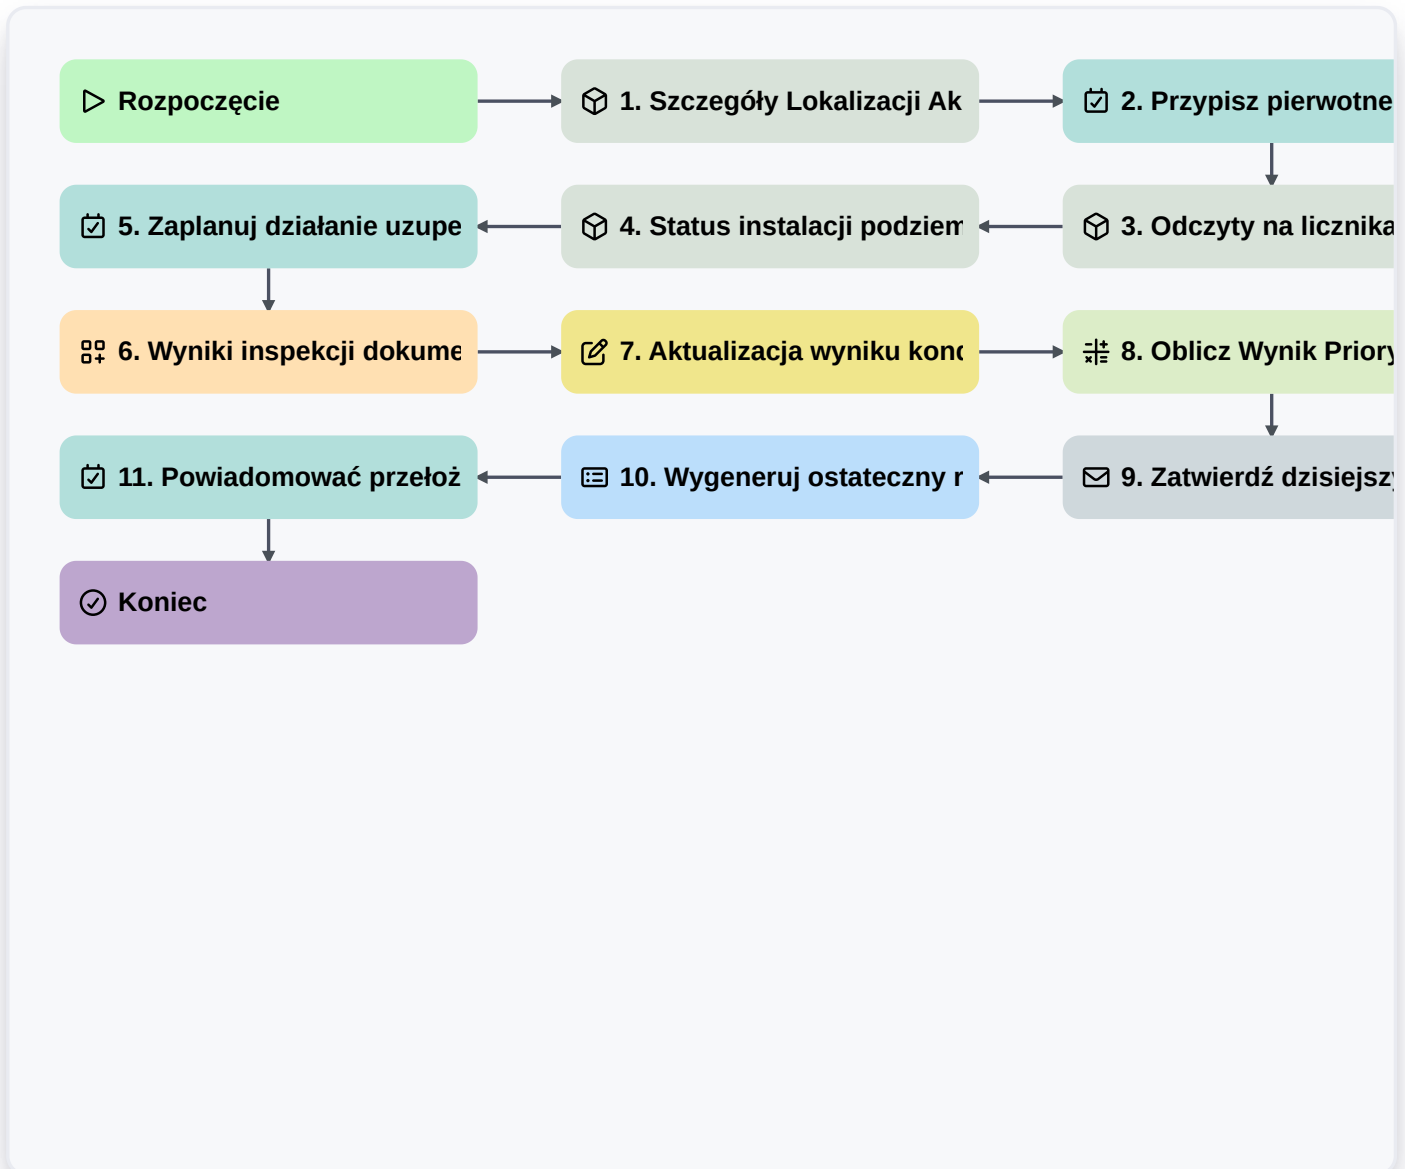 Rozpoczęcie
1. Szczegóły Lokalizacji Ak
2. Przypisz pierwotne
5. Zaplanuj działanie uzupe
4. Status instalacji podziem
3. Odczyty na licznika
6. Wyniki inspekcji dokume
7. Aktualizacja wyniku kond
8. Oblicz Wynik Priory
11. Powiadomować przełoż
10. Wygeneruj ostateczny r
9. Zatwierdź dzisiejszy
Koniec